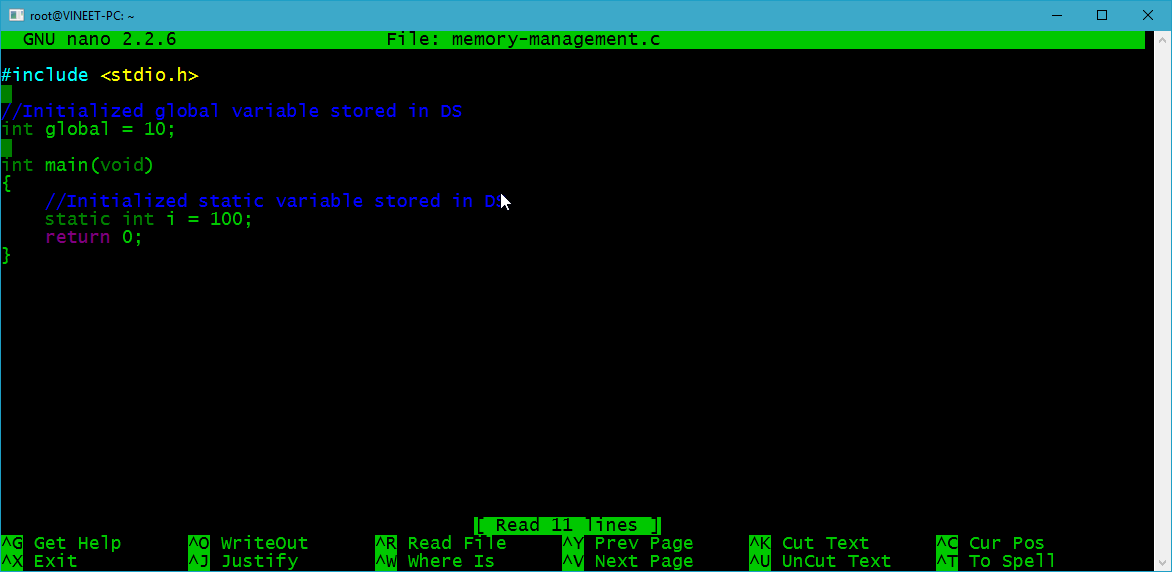 root@VINEET-PC: ~
GNU nano 2.2.6 File: memory-management.c
#include <stdio.h>
//Initialized global variable stored in DS
int global = 10;
int main(void)
{
//Initialized static variable stored in DS
static int i = 100;
return 0;
}
[ Read 11 lines ]
^G Get Help ^O WriteOut ^R Read File ^Y Prev Page ^K Cut Text ^C Cur Pos
^X Exit ^J Justify ^W Where Is ^V Next Page ^U UnCut Text ^T To Spell